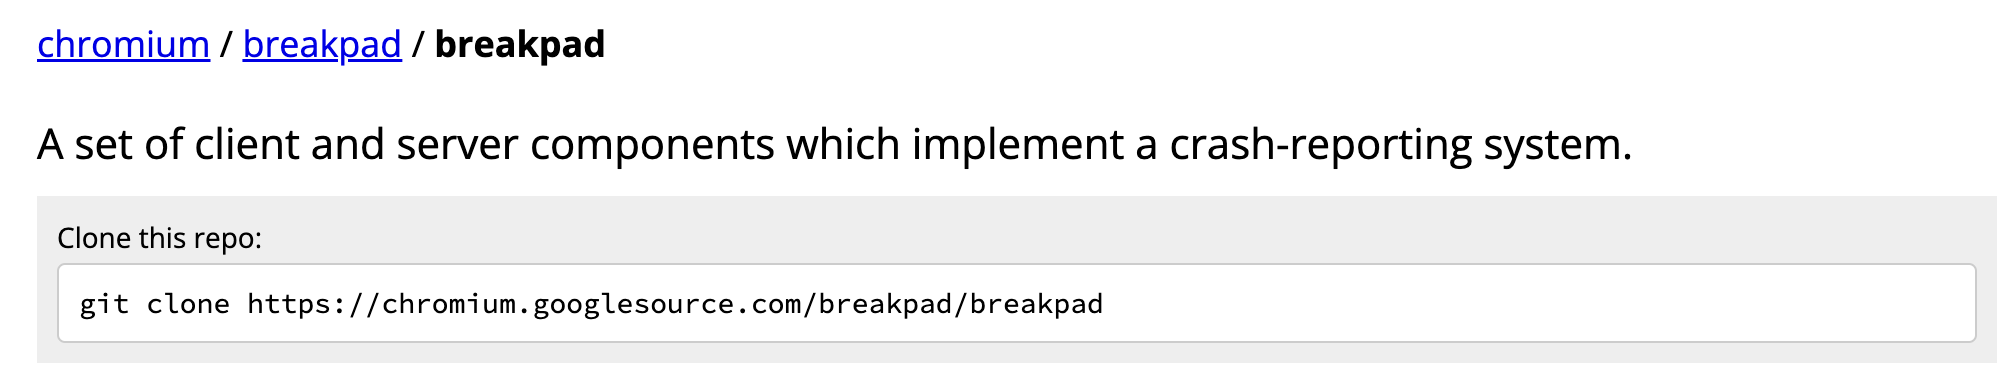 chromium / breakpad / breakpad
A set of client and server components which implement a crash-reporting system.
Clone this repo:
git clone https://chromium.googlesource.com/breakpad/breakpad